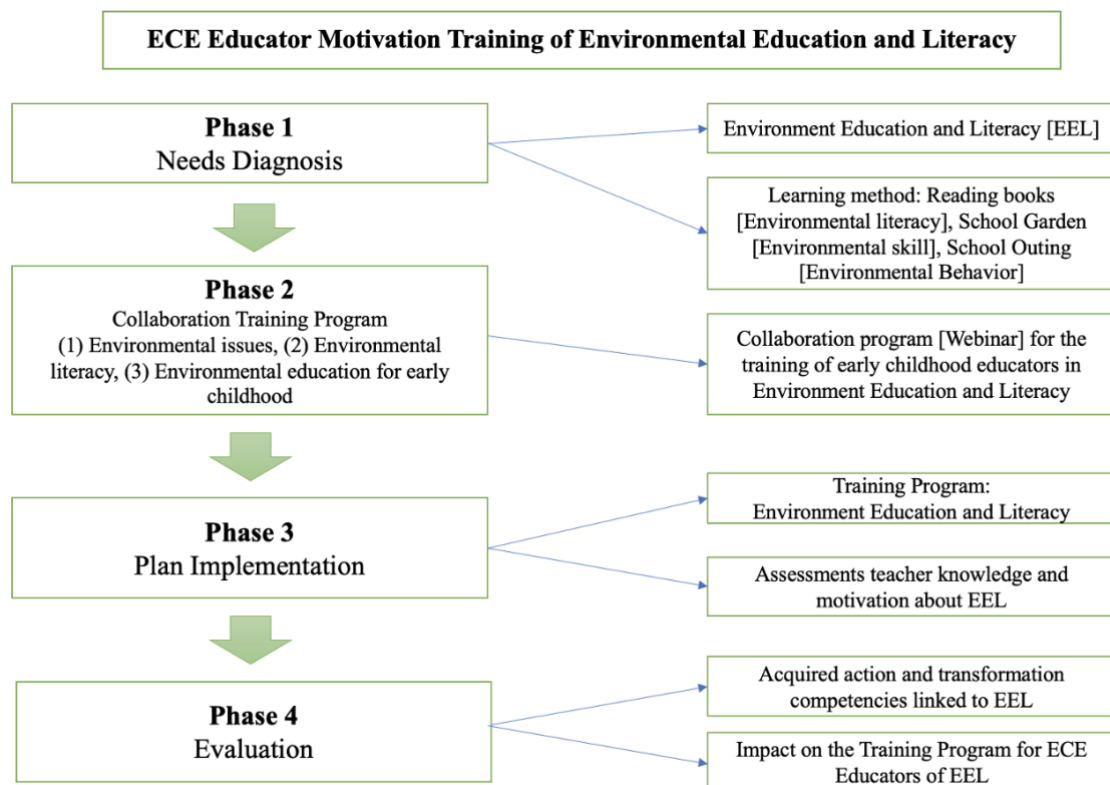 ECE Educator Motivation Training of Environmental Education and Literacy
Phase 1
Needs Diagnosis
Environment Education and Literacy [EEL]
Learning method: Reading books
[Environmental literacy], School Garden
[Environmental skill], School Outing
[Environmental Behavior]
Phase 2
Collaboration Training Program
(1) Environmental issues, (2) Environmental
literacy, (3) Environmental education for early
childhood
Collaboration program [Webinar] for the
training of early childhood educators in
Environment Education and Literacy
Phase 3
Plan Implementation
Training Program:
Environment Education and Literacy
Assessments teacher knowledge and
motivation about EEL
Phase 4
Evaluation
Acquired action and transformation
competencies linked to EEL
Impact on the Training Program for ECE
Educators of EEL